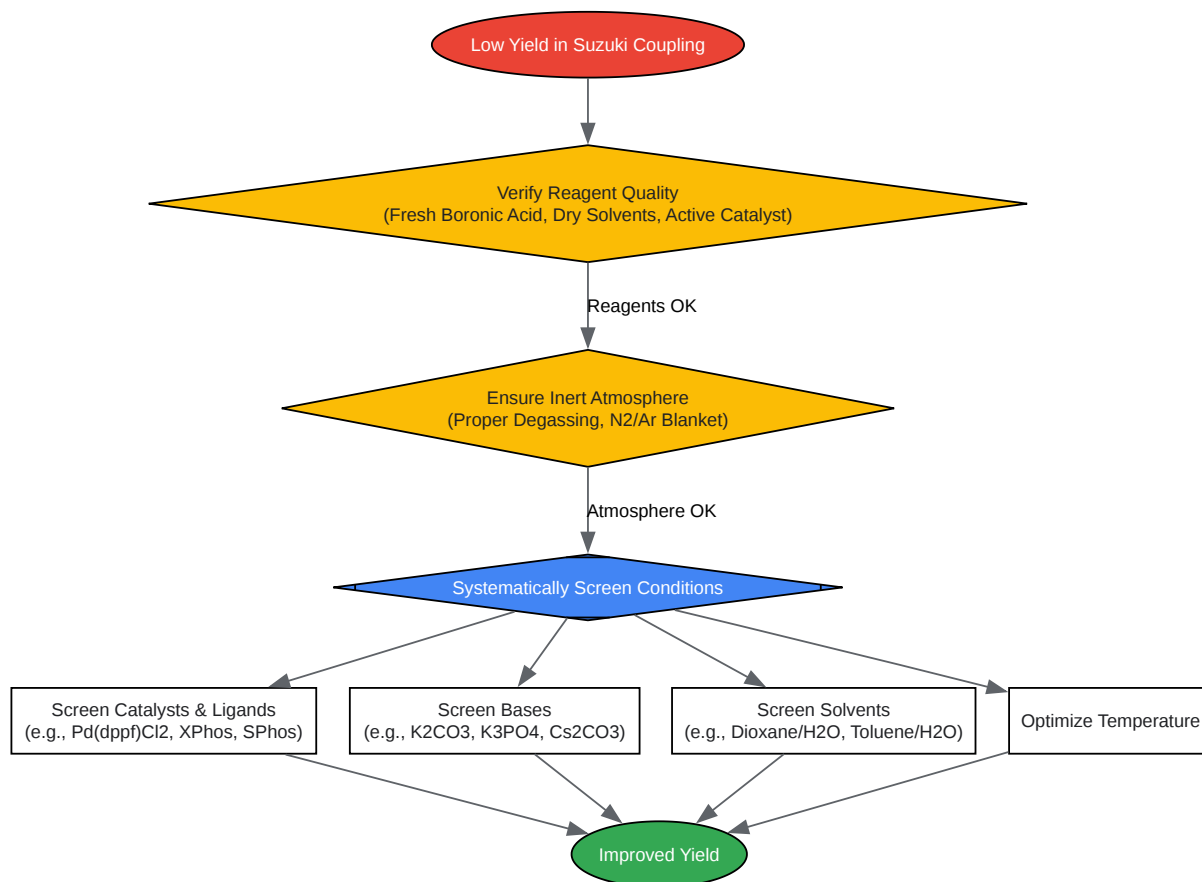 Low Yield in Suzuki Coupling
Verify Reagent Quality
(Fresh Boronic Acid, Dry Solvents, Active Catalyst)
Reagents OK
Ensure Inert Atmosphere
(Proper Degassing, N2/Ar Blanket)
Atmosphere OK
Systematically Screen Conditions
Screen Catalysts & Ligands
(e.g., Pd(dppf)Cl2, XPhos, SPhos)
Screen Bases
(e.g., K2CO3, K3PO4, Cs2CO3)
Screen Solvents
(e.g., Dioxane/H2O, Toluene/H2O)
Optimize Temperature
Improved Yield